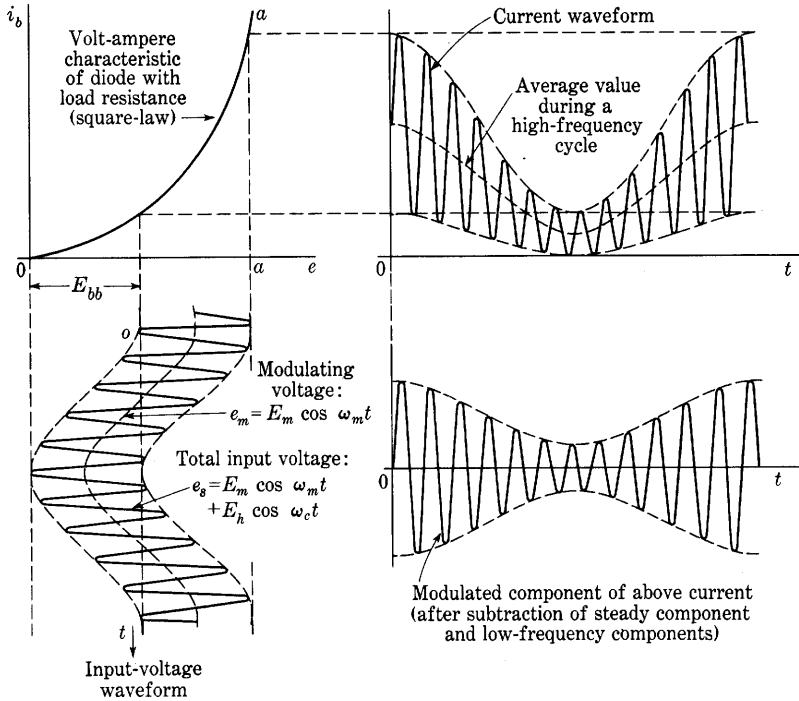 i_b
a
Volt-ampere
characteristic
of diode with
load resistance
(square-law)
0
E_bb
a
e
Current waveform
Average value
during a
high-frequency
cycle
0
t
o
Modulating
voltage:
e_m = E_m cos ω_m t
Total input voltage:
e_s = E_m cos ω_m t
+ E_h cos ω_c t
t
Input-voltage
waveform
0
t
Modulated component of above current
(after subtraction of steady component
and low-frequency components)